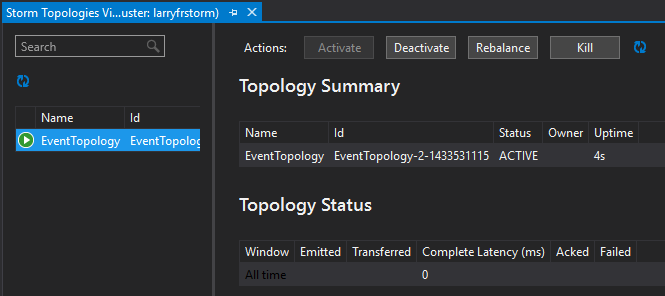 Storm Topologies Vi...uster: larryfrstorm)
Search
Name Id
EventTopology EventTopolog
Actions: Activate Deactivate Rebalance Kill
Topology Summary
Name Id Status Owner Uptime
EventTopology EventTopology-2-1433531115 ACTIVE 4s
Topology Status
Window Emitted Transferred Complete Latency (ms) Acked Failed
All time 0